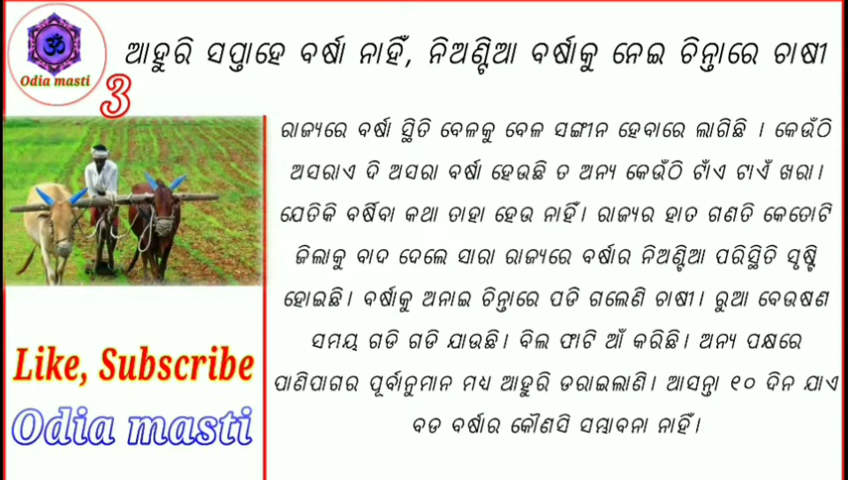 ଆହୁରି ସପ୍ତାହେ ବର୍ଷା ନାହିଁ, ନିଅଣ୍ଟିଆ ବର୍ଷାକୁ ନେଇ ଚିନ୍ତାରେ ଚାଷୀ
ॐ
Odia masti
3
ରାଜ୍ୟରେ ବର୍ଷା ସ୍ଥିତି ବେଳକୁ ବେଳ ସଙ୍ଗୀନ ହେବାରେ ଲାଗିଛି । କେଉଁଠି
ଅସରାଏ ଦି ଅସରା ବର୍ଷା ହେଉଛି ତ ଅନ୍ୟ କେଉଁଠି ଟାଁଏ ଟାଏଁ ଖରା।
ଯେତିକି ବର୍ଷିବା କଥା ତାହା ହେଉ ନାହିଁ। ରାଜ୍ୟର ହାତ ଗଣତି କେତୋଟି
ଜିଲାକୁ ବାଦ ଦେଲେ ସାରା ରାଜ୍ୟରେ ବର୍ଷାର ନିଅଣ୍ଟିଆ ପରିସ୍ଥିତି ସୃଷ୍ଟି
ହୋଇଛି। ବର୍ଷାକୁ ଅନାଇ ଚିନ୍ତାରେ ପଡି ଗଲେଣି ଚାଷୀ। ରୁଆ ବେଉଷଣ
ସମୟ ଗଡି ଗଡି ଯାଉଛି। ବିଲ ଫାଟି ଆଁ କରିଛି। ଅନ୍ୟ ପକ୍ଷରେ
ପାଣିପାଗର ପୂର୍ବାନୁମାନ ମଧ୍ୟ ଆହୁରି ଡରାଇଲାଣି। ଆସନ୍ତା ୧୦ ଦିନ ଯାଏ
ବଡ ବର୍ଷାର କୌଣସି ସମ୍ଭାବନା ନାହିଁ।
Like, Subscribe
Odia masti